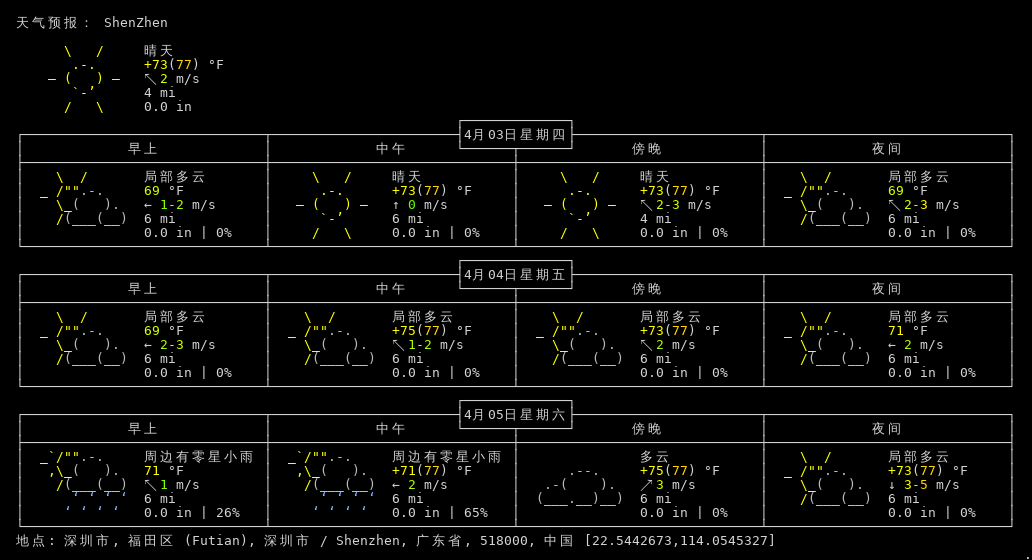 天气预报： ShenZhen
晴天
+73(77) °F
↖2 m/s
4 mi
0.0 in
4月03日星期四
早上 中午 傍晚 夜间
局部多云 晴天 晴天 局部多云
69 °F +73(77) °F +73(77) °F 69 °F
← 1-2 m/s ↑ 0 m/s ↖2-3 m/s ↖2-3 m/s
6 mi 6 mi 4 mi 6 mi
0.0 in | 0% 0.0 in | 0% 0.0 in | 0% 0.0 in | 0%
4月04日星期五
早上 中午 傍晚 夜间
局部多云 局部多云 局部多云 局部多云
69 °F +75(77) °F +73(77) °F 71 °F
← 2-3 m/s ↖1-2 m/s ↖2 m/s ← 2 m/s
6 mi 6 mi 6 mi 6 mi
0.0 in | 0% 0.0 in | 0% 0.0 in | 0% 0.0 in | 0%
4月05日星期六
早上 中午 傍晚 夜间
周边有零星小雨 周边有零星小雨 多云 局部多云
71 °F +71(77) °F +75(77) °F +73(77) °F
↖1 m/s ← 2 m/s ↗3 m/s ↓ 3-5 m/s
6 mi 6 mi 6 mi 6 mi
0.0 in | 26% 0.0 in | 65% 0.0 in | 0% 0.0 in | 0%
地点: 深圳市, 福田区 (Futian), 深圳市 / Shenzhen, 广东省, 518000, 中国 [22.5442673,114.0545327]